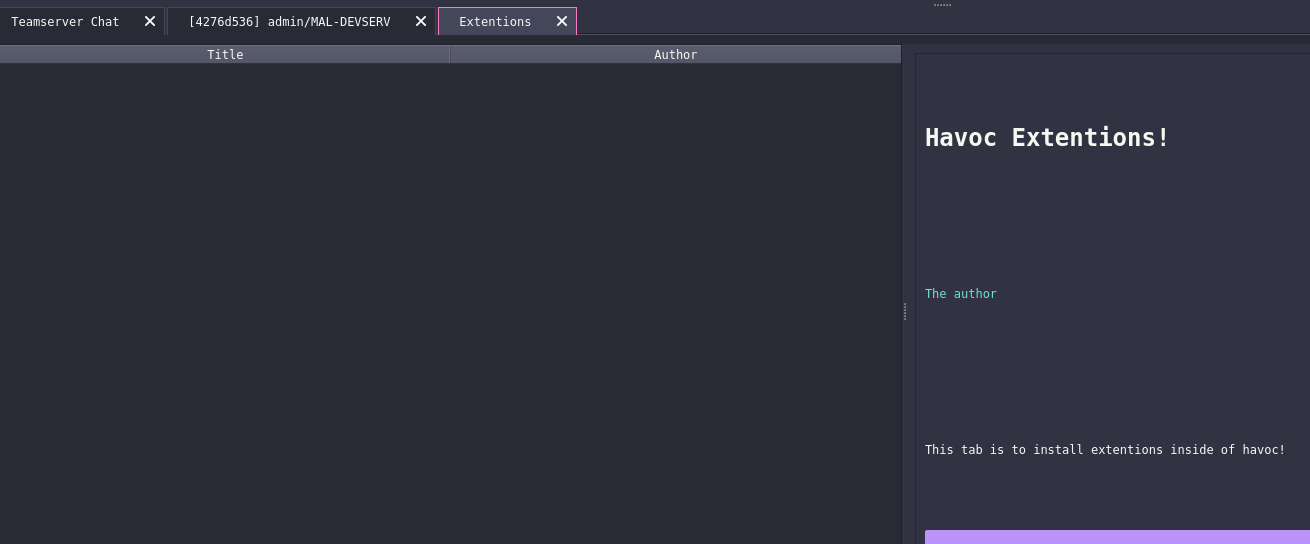 Teamserver Chat [4276d536] admin/MAL-DEVSERV Extentions
Title Author
Havoc Extentions!
The author
This tab is to install extentions inside of havoc!